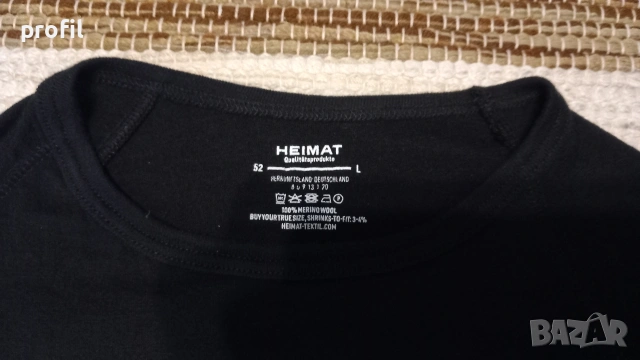 profil
HEIMAT
Qualitätsprodukte
52 L
HERKUNFTSLAND: DEUTSCHLAND
100% MERINO WOOL
BUY YOUR TRUE SIZE, SHRINKS-TO-FIT: 3-4%
HEIMAT-TEXTIL.COM
BAZAR